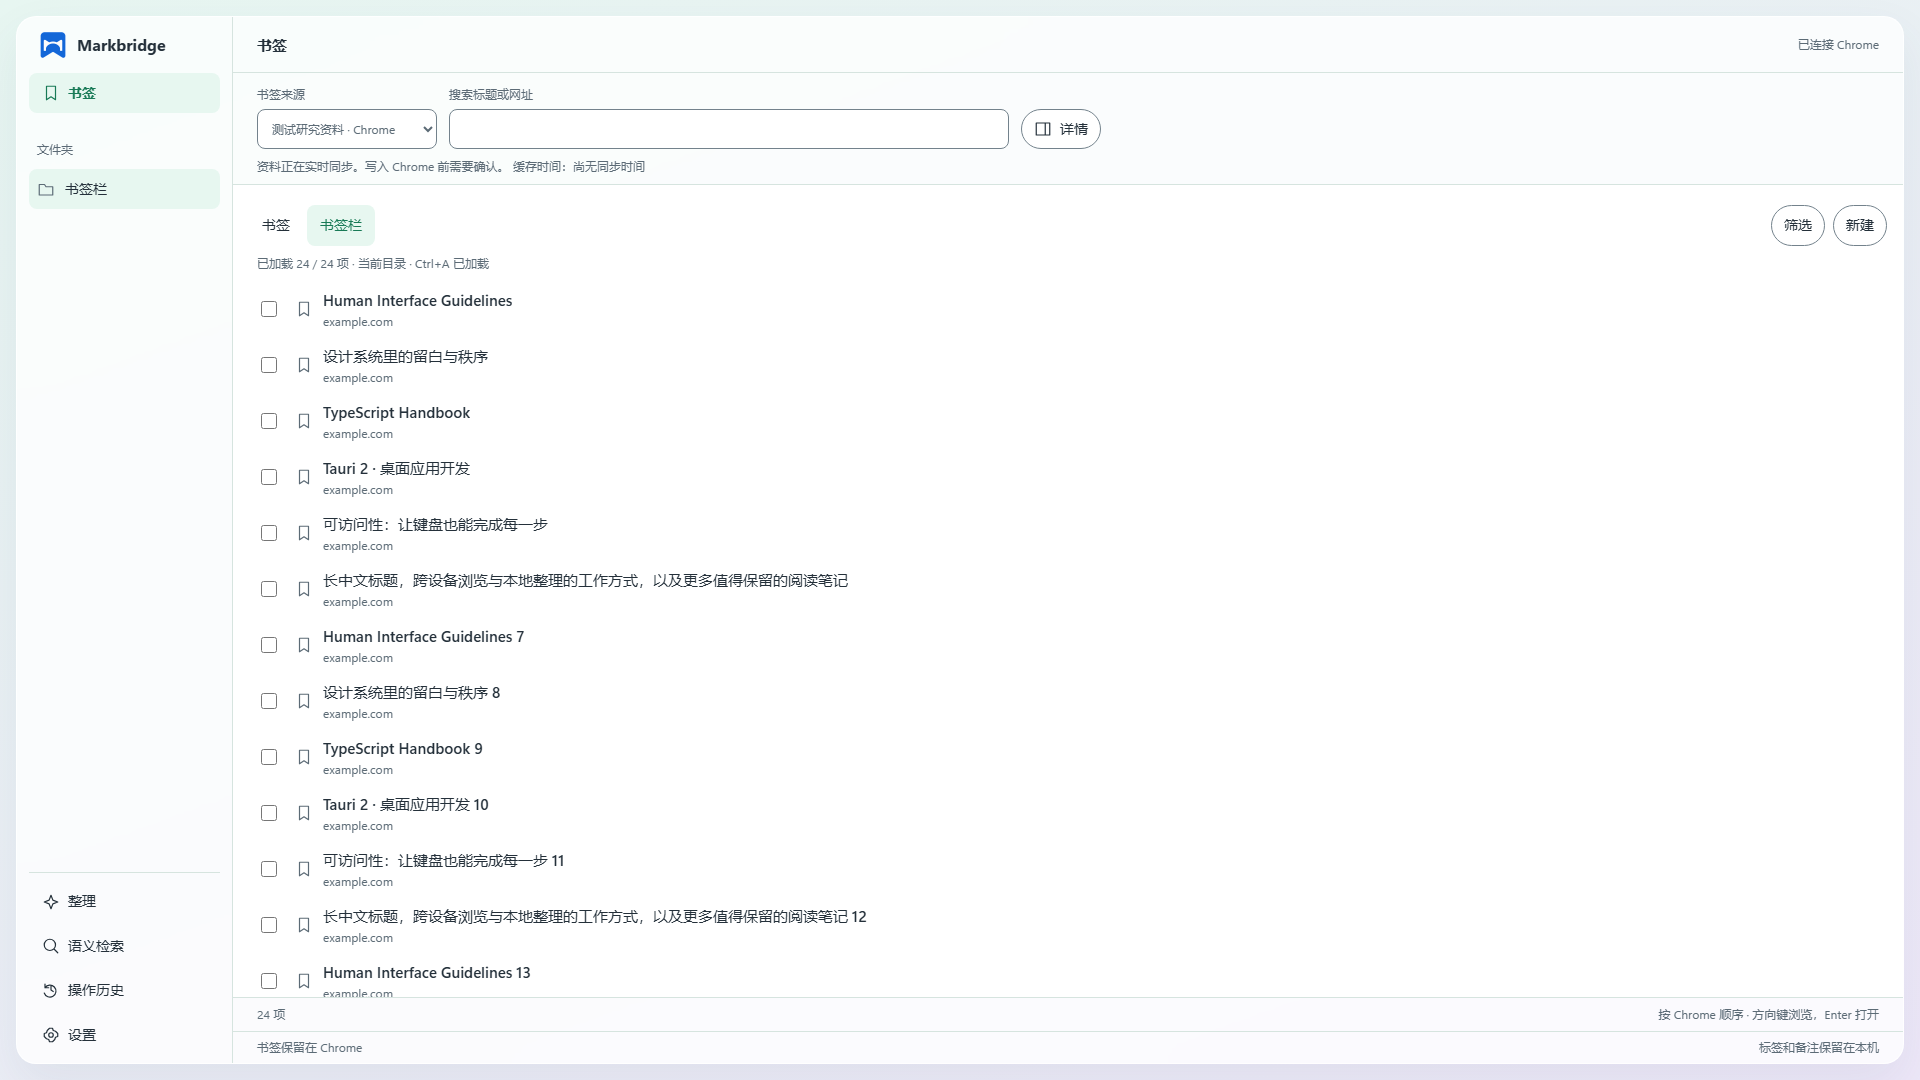 Markbridge
书签
文件夹
书签栏
整理
语义检索
操作历史
设置
书签
已连接 Chrome
书签来源
搜索标题或网址
测试研究资料 · Chrome
详情
资料正在实时同步。写入 Chrome 前需要确认。 缓存时间：尚无同步时间
书签
书签栏
筛选
新建
已加载 24 / 24 项 · 当前目录 · Ctrl+A 已加载
Human Interface Guidelines
example.com
设计系统里的留白与秩序
example.com
TypeScript Handbook
example.com
Tauri 2 · 桌面应用开发
example.com
可访问性：让键盘也能完成每一步
example.com
长中文标题，跨设备浏览与本地整理的工作方式，以及更多值得保留的阅读笔记
example.com
Human Interface Guidelines 7
example.com
设计系统里的留白与秩序 8
example.com
TypeScript Handbook 9
example.com
Tauri 2 · 桌面应用开发 10
example.com
可访问性：让键盘也能完成每一步 11
example.com
长中文标题，跨设备浏览与本地整理的工作方式，以及更多值得保留的阅读笔记 12
example.com
Human Interface Guidelines 13
example.com
24 项
按 Chrome 顺序 · 方向键浏览，Enter 打开
书签保留在 Chrome
标签和备注保留在本机